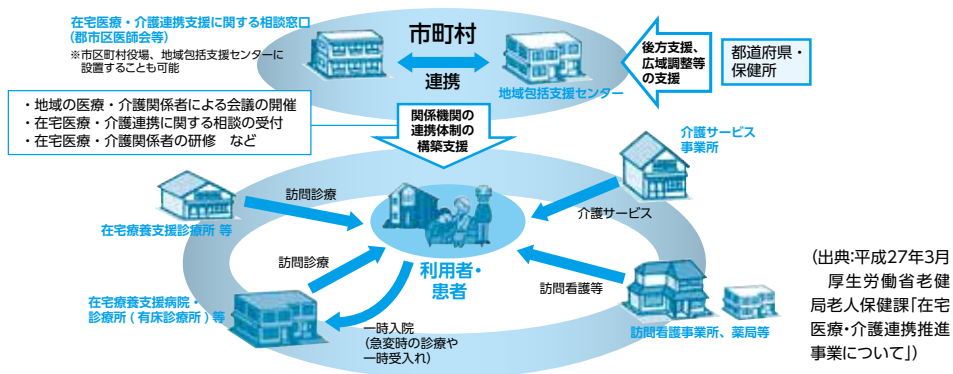 在宅医療・介護連携支援に関する相談窓口
(郡市区医師会等)
※市区町村役場、地域包括支援センターに
設置することも可能
市町村
連携
地域包括支援センター
後方支援、
広域調整等
の支援
都道府県・
保健所
・地域の医療・介護関係者による会議の開催
・在宅医療・介護連携に関する相談の受付
・在宅医療・介護関係者の研修 など
関係機関の
連携体制の
構築支援
介護サービス
事業所
訪問診療
介護サービス
在宅療養支援診療所 等
訪問診療
利用者・
患者
訪問看護等
在宅療養支援病院・
診療所(有床診療所)等
一時入院
(急変時の診療や
一時受入れ)
訪問看護事業所、薬局等
(出典:平成27年3月
厚生労働省老健
局老人保健課「在宅
医療・介護連携推進
事業について」)